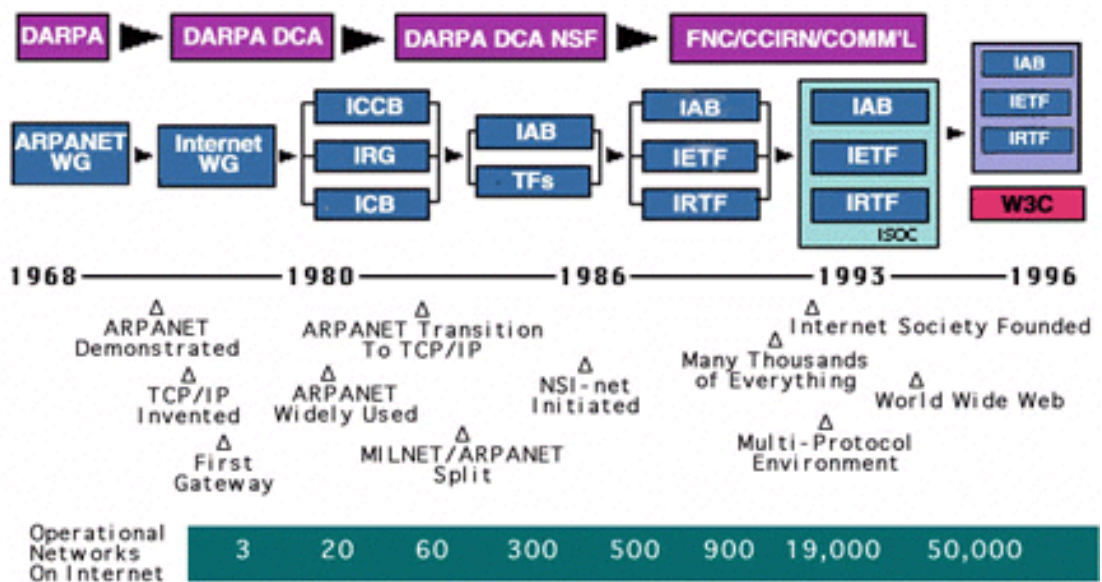 DARPA
DARPA DCA
DARPA DCA NSF
FNC/CCIRN/COMM'L
IAB
IETF
IRTF
ARPANET
WG
Internet
WG
ICCB
IRG
ICB
IAB
TFs
IAB
IETF
IRTF
IAB
IETF
IRTF
ISOC
W3C
1968
1980
1986
1993
1996
ARPANET
Demonstrated
TCP/IP
Invented
First
Gateway
ARPANET
Widely Used
ARPANET Transition
To TCP/IP
MILNET/ARPANET
Split
NSI-net
Initiated
Many Thousands
of Everything
Internet Society Founded
World Wide Web
Multi-Protocol
Environment
Operational
Networks
On Internet
3 20 60 300 500 900 19,000 50,000